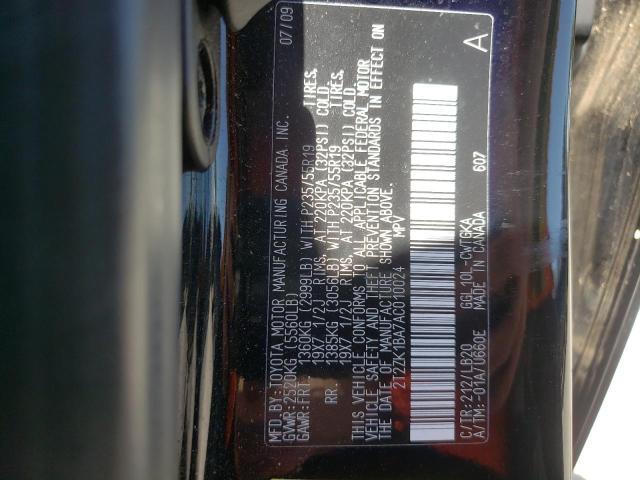 MFD. BY:TOYOTA MOTOR MANUFACTURING CANADA INC. 07/09
GVWR:2520KG (5560LB)
GAWR:FRT. 1360KG (2999LB) WITH P235/55R19 TIRES,
19X7 1/2J RIMS, AT 220KPA (32PSI) COLD.
RR. 1385KG (3056LB) WITH P235/55R19 TIRES,
19X7 1/2J RIMS, AT 220KPA (32PSI) COLD.
THIS VEHICLE CONFORMS TO ALL APPLICABLE FEDERAL MOTOR
VEHICLE SAFETY AND THEFT PREVENTION STANDARDS IN EFFECT ON
THE DATE OF MANUFACTURE SHOWN ABOVE.
2T2ZK1BA7AC010024 MPV A
C/TR:212/LB20 GGL10L-CWTGKA 607
A/TM:-01A/U660E MADE IN CANADA